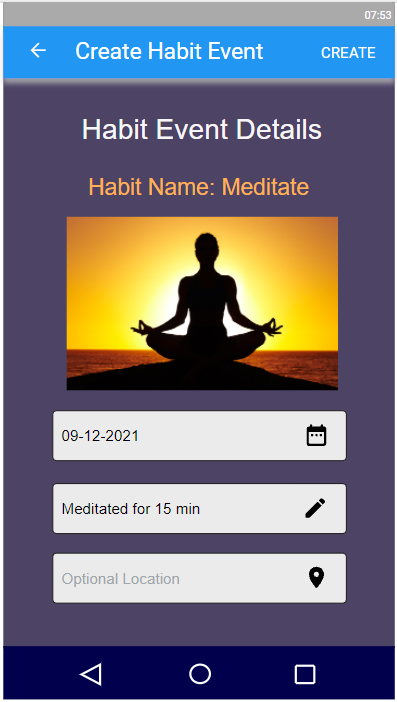 07:53
Create Habit Event CREATE
Habit Event Details
Habit Name: Meditate
09-12-2021
Meditated for 15 min
Optional Location